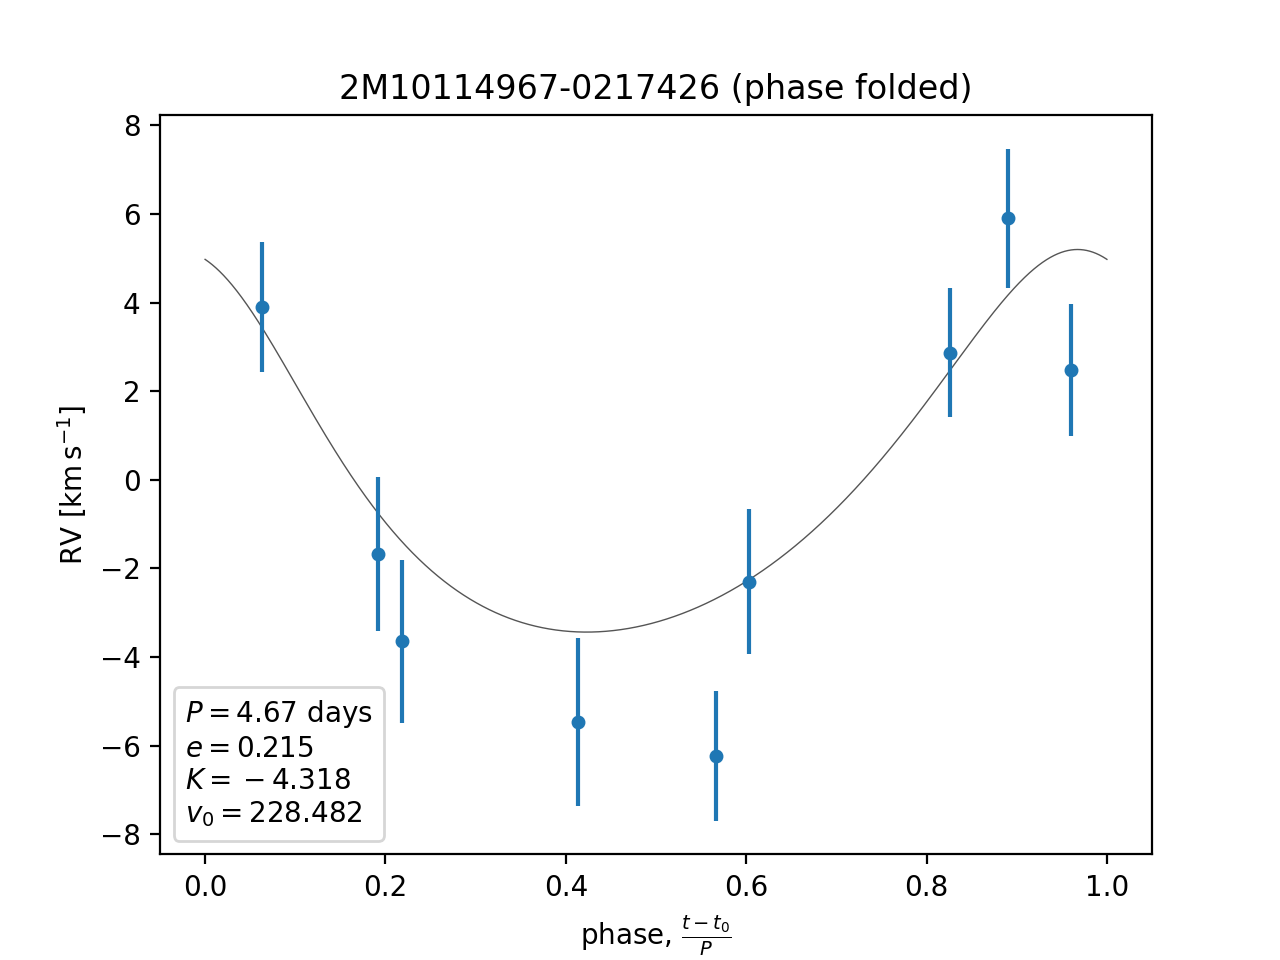 2M10114967-0217426 (phase folded)
RV [km s⁻¹]
8
6
4
2
0
−2
−4
−6
−8
P = 4.67 days
e = 0.215
K = −4.318
v₀ = 228.482
0.0 0.2 0.4 0.6 0.8 1.0
phase, (t − t₀)/P